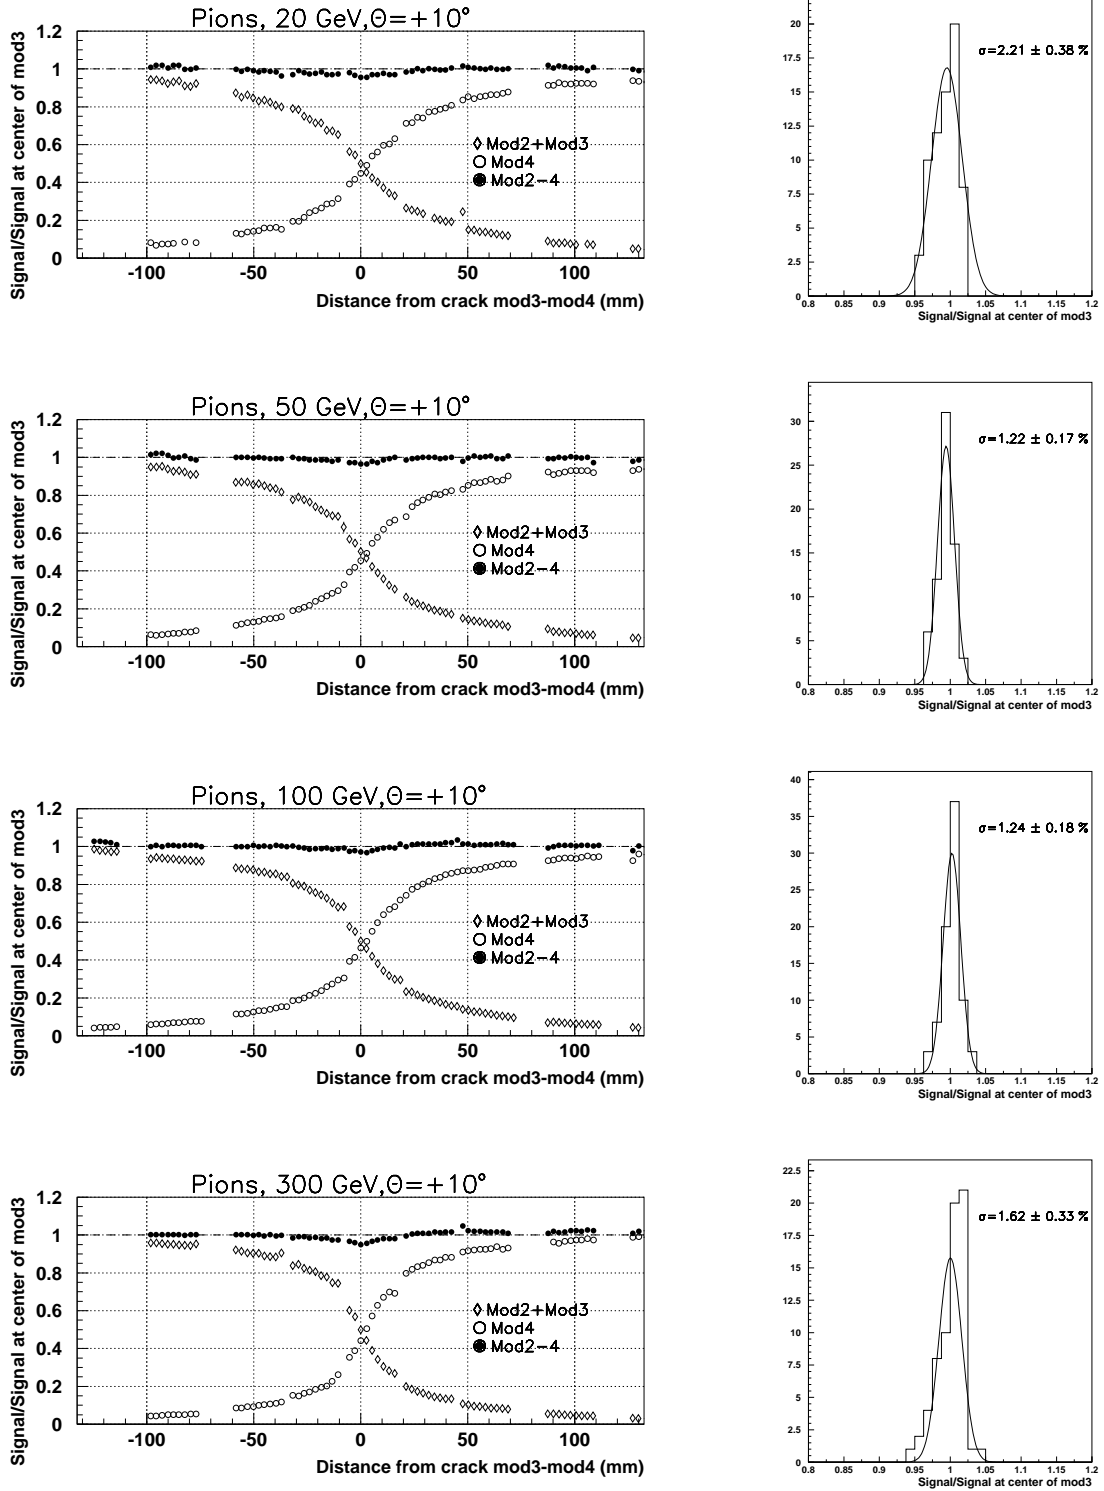 Pions, 20 GeV,Θ=+10°
Signal/Signal at center of mod3
1.2
1
0.8
0.6
0.4
0.2
0
◇ Mod2+Mod3
○ Mod4
● Mod2-4
-100 -50 0 50 100
Distance from crack mod3-mod4 (mm)
20
17.5
15
12.5
10
7.5
5
2.5
0
σ=2.21 ± 0.38 %
0.8 0.85 0.9 0.95 1 1.05 1.1 1.15 1.2
Signal/Signal at center of mod3
Pions, 50 GeV,Θ=+10°
Signal/Signal at center of mod3
1.2
1
0.8
0.6
0.4
0.2
0
◇ Mod2+Mod3
○ Mod4
● Mod2-4
-100 -50 0 50 100
Distance from crack mod3-mod4 (mm)
30
25
20
15
10
5
0
σ=1.22 ± 0.17 %
0.8 0.85 0.9 0.95 1 1.05 1.1 1.15 1.2
Signal/Signal at center of mod3
Pions, 100 GeV,Θ=+10°
Signal/Signal at center of mod3
1.2
1
0.8
0.6
0.4
0.2
0
◇ Mod2+Mod3
○ Mod4
● Mod2-4
-100 -50 0 50 100
Distance from crack mod3-mod4 (mm)
40
35
30
25
20
15
10
5
0
σ=1.24 ± 0.18 %
0.8 0.85 0.9 0.95 1 1.05 1.1 1.15 1.2
Signal/Signal at center of mod3
Pions, 300 GeV,Θ=+10°
Signal/Signal at center of mod3
1.2
1
0.8
0.6
0.4
0.2
0
◇ Mod2+Mod3
○ Mod4
● Mod2-4
-100 -50 0 50 100
Distance from crack mod3-mod4 (mm)
22.5
20
17.5
15
12.5
10
7.5
5
2.5
0
σ=1.62 ± 0.33 %
0.8 0.85 0.9 0.95 1 1.05 1.1 1.15 1.2
Signal/Signal at center of mod3